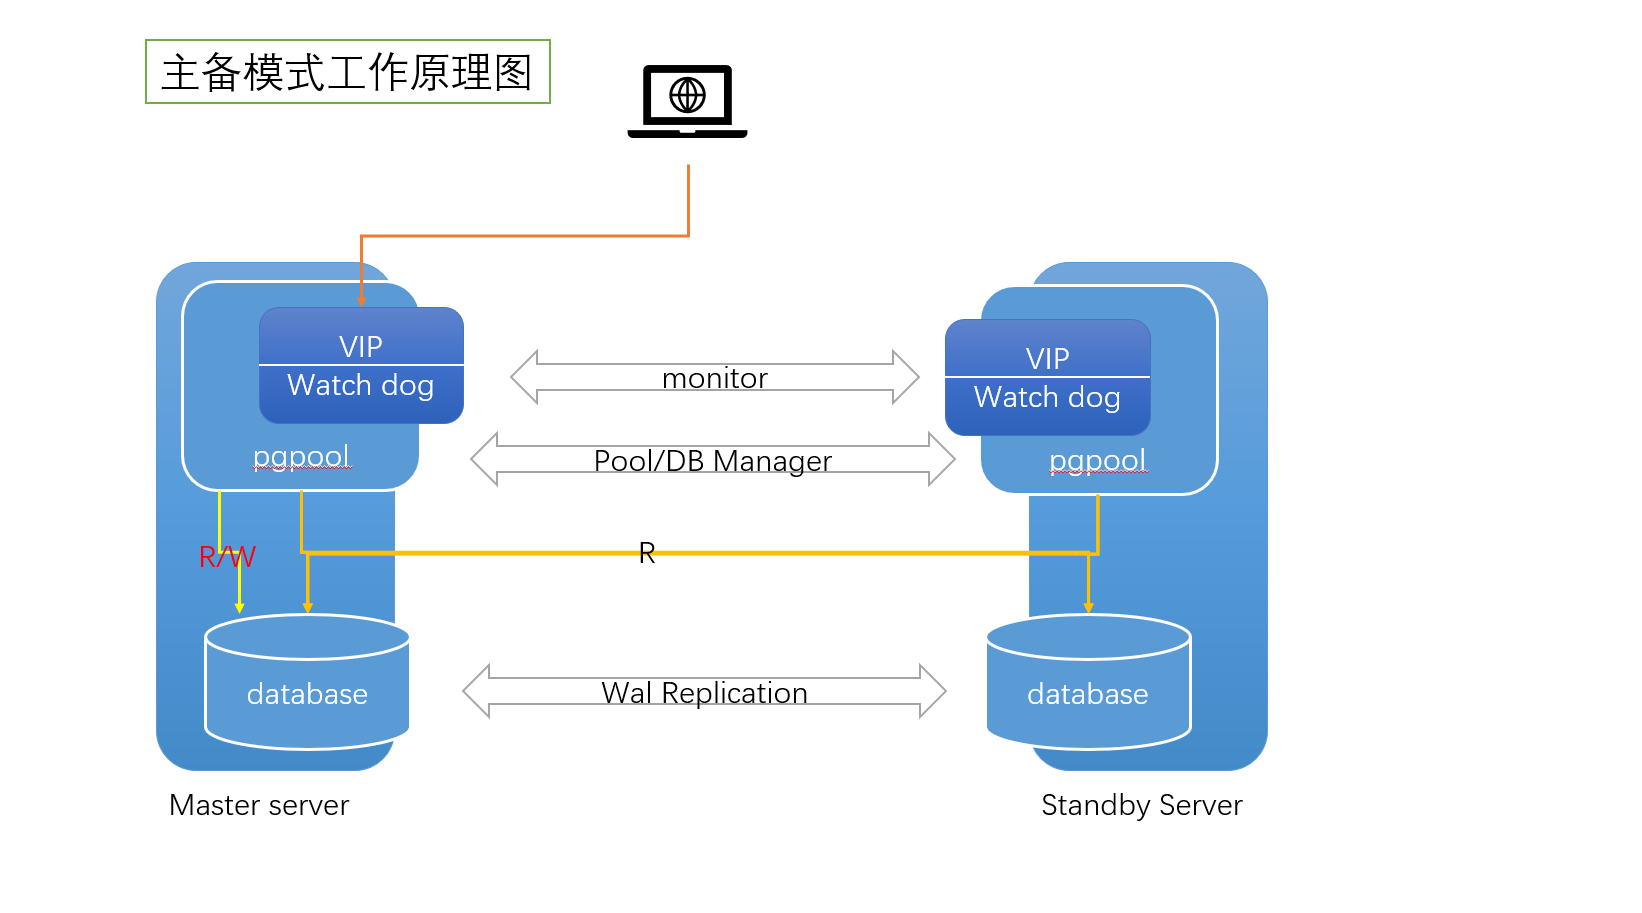 主备模式工作原理图
VIP
Watch dog
pgpool
monitor
Pool/DB Manager
VIP
Watch dog
pgpool
R/W
R
database
Wal Replication
database
Master server
Standby Server